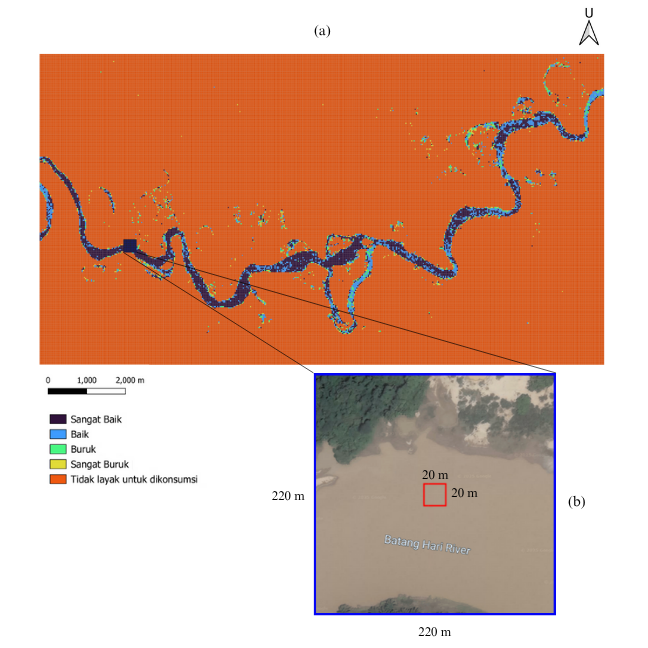 U
(a)
0 1,000 2,000 m
Sangat Baik
Baik
Buruk
Sangat Buruk
Tidak layak untuk dikonsumsi
20 m
20 m
220 m
(b)
Batang Hari River
220 m